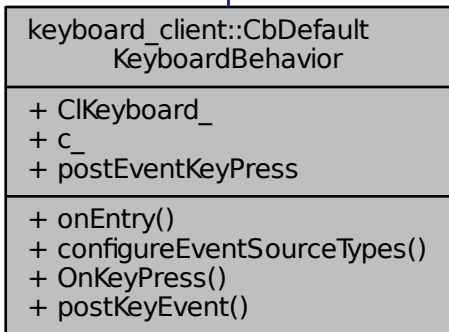 keyboard_client::CbDefault
KeyboardBehavior
+ ClKeyboard_
+ c_
+ postEventKeyPress
+ onEntry()
+ configureEventSourceTypes()
+ OnKeyPress()
+ postKeyEvent()